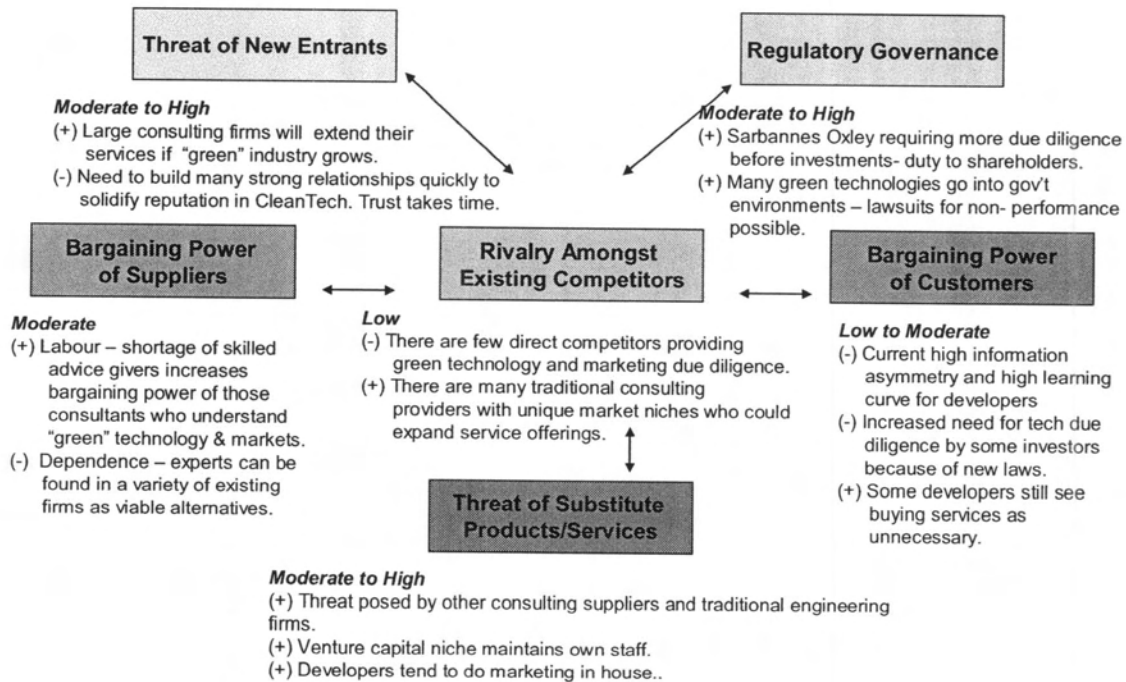 Threat of New Entrants
Regulatory Governance
Moderate to High
(+) Large consulting firms will extend their
services if "green" industry grows.
(-) Need to build many strong relationships quickly to
solidify reputation in CleanTech. Trust takes time.
Moderate to High
(+) Sarbannes Oxley requiring more due diligence
before investments- duty to shareholders.
(+) Many green technologies go into gov't
environments – lawsuits for non- performance
possible.
Bargaining Power
of Suppliers
Rivalry Amongst
Existing Competitors
Bargaining Power
of Customers
Moderate
(+) Labour – shortage of skilled
advice givers increases
bargaining power of those
consultants who understand
"green" technology & markets.
(-) Dependence – experts can be
found in a variety of existing
firms as viable alternatives.
Low
(-) There are few direct competitors providing
green technology and marketing due diligence.
(+) There are many traditional consulting
providers with unique market niches who could
expand service offerings.
Low to Moderate
(-) Current high information
asymmetry and high learning
curve for developers
(-) Increased need for tech due
diligence by some investors
because of new laws.
(+) Some developers still see
buying services as
unnecessary.
Threat of Substitute
Products/Services
Moderate to High
(+) Threat posed by other consulting suppliers and traditional engineering
firms.
(+) Venture capital niche maintains own staff.
(+) Developers tend to do marketing in house..